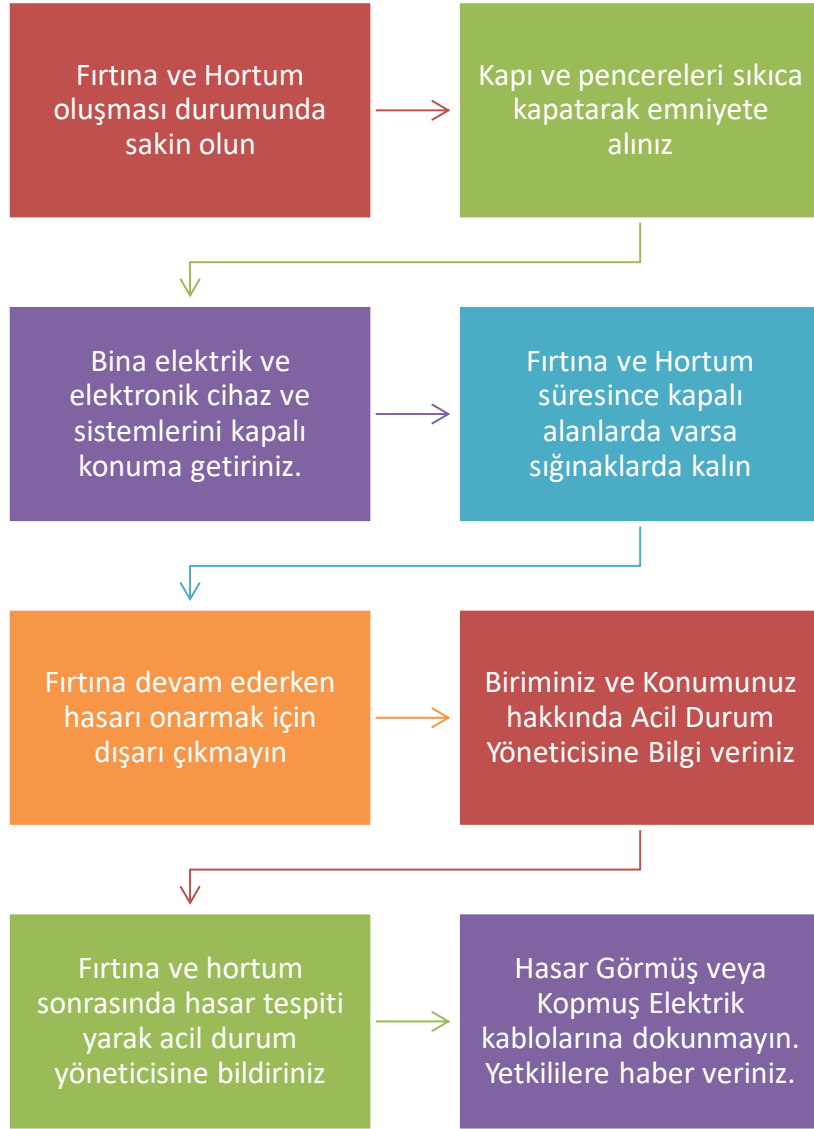 Fırtına ve Hortum
oluşması durumunda
sakin olun
Kapı ve pencereleri sıkıca
kapatarak emniyete
alınız
Bina elektrik ve
elektronik cihaz ve
sistemlerini kapalı
konuma getiriniz.
Fırtına ve Hortum
süresince kapalı
alanlarda varsa
sığınaklarda kalın
Fırtına devam ederken
hasarı onarmak için
dışarı çıkmayın
Biriminiz ve Konumunuz
hakkında Acil Durum
Yöneticisine Bilgi veriniz
Fırtına ve hortum
sonrasında hasar tespiti
yarak acil durum
yöneticisine bildiriniz
Hasar Görmüş veya
Kopmuş Elektrik
kablolarına dokunmayın.
Yetkililere haber veriniz.